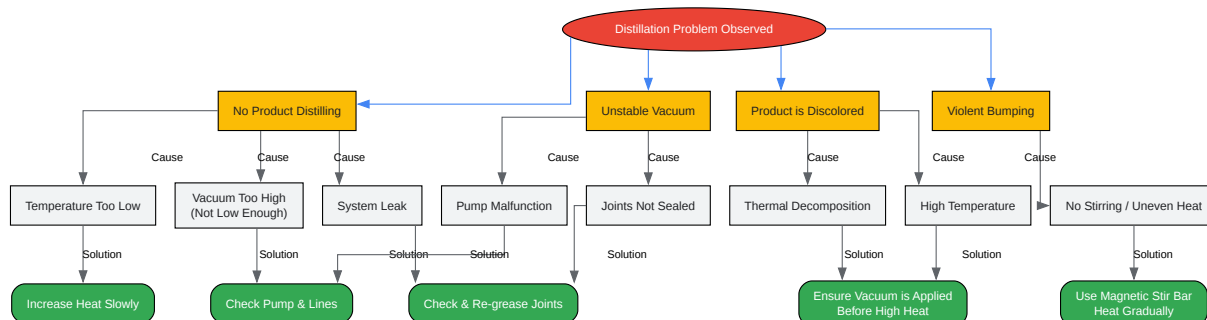 Distillation Problem Observed
No Product Distilling
Unstable Vacuum
Product is Discolored
Violent Bumping
Cause
Cause
Cause
Cause
Cause
Cause
Cause
Cause
Temperature Too Low
Vacuum Too High
(Not Low Enough)
System Leak
Pump Malfunction
Joints Not Sealed
Thermal Decomposition
High Temperature
No Stirring / Uneven Heat
Solution
Solution
Solution
Solution
Solution
Solution
Solution
Solution
Increase Heat Slowly
Check Pump & Lines
Check & Re-grease Joints
Ensure Vacuum is Applied
Before High Heat
Use Magnetic Stir Bar
Heat Gradually